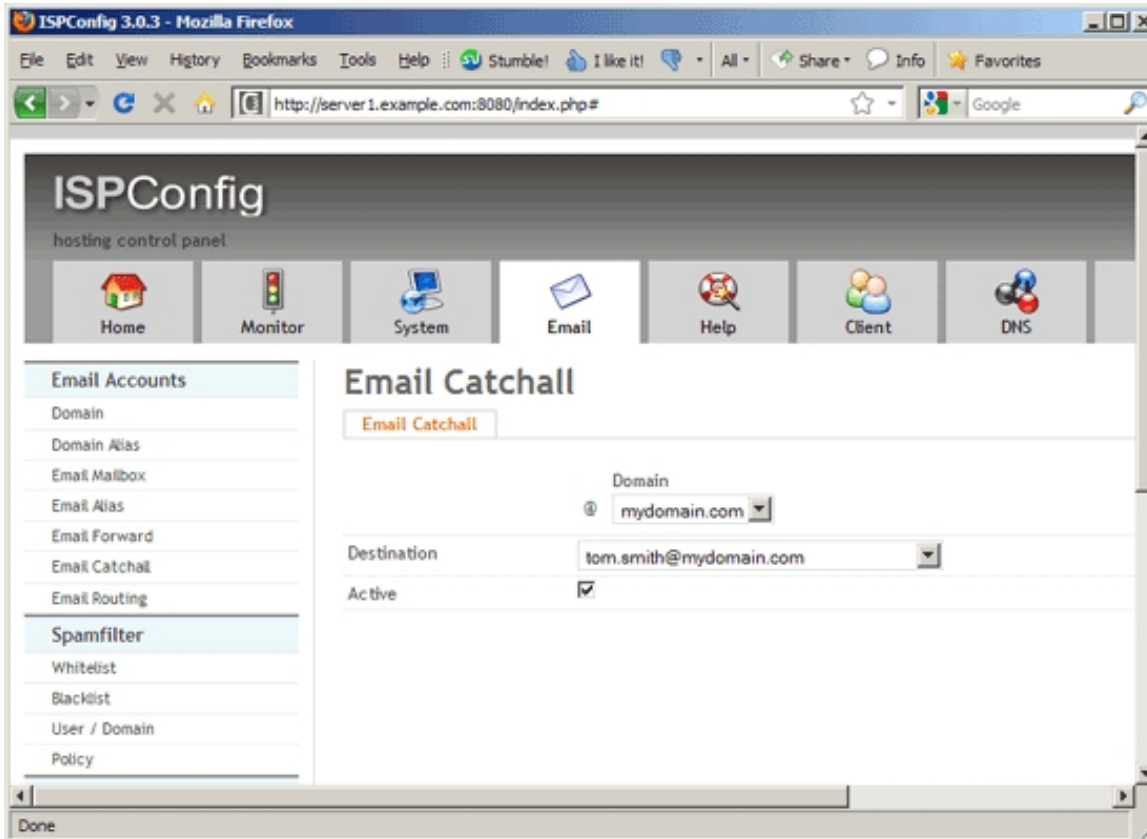 ISPConfig 3.0.3 - Mozilla Firefox
File Edit View History Bookmarks Tools Help Stumble! I like it! All Share Info Favorites
http://server1.example.com:8080/index.php# Google
ISPConfig
hosting control panel
Home Monitor System Email Help Client DNS
Email Accounts
Domain
Domain Alias
Email Mailbox
Email Alias
Email Forward
Email Catchall
Email Routing
Spamfilter
Whitelist
Blacklist
User / Domain
Policy
Email Catchall
Email Catchall
Domain
@ mydomain.com
Destination tom.smith@mydomain.com
Active
Done